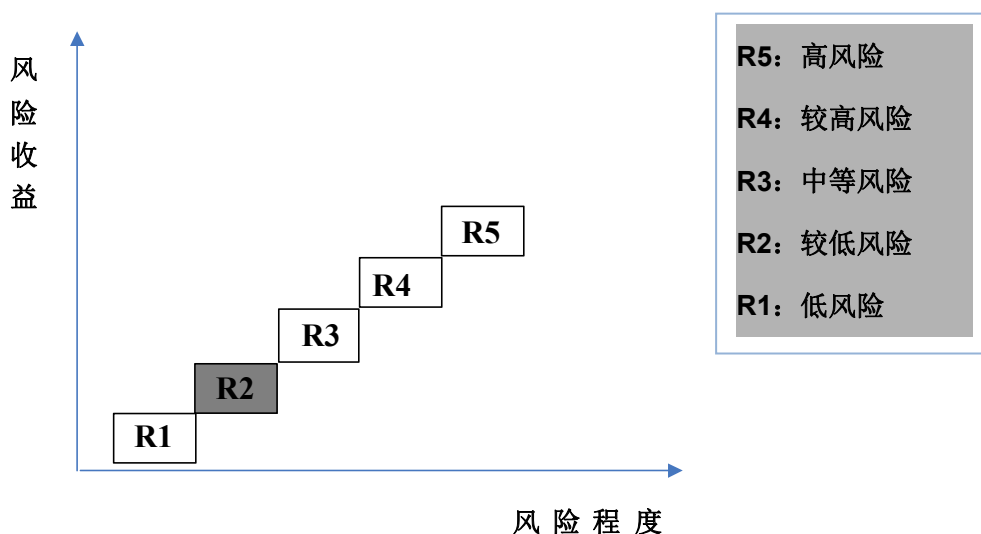 风险收益
R5
R4
R3
R2
R1
风险程度
R5：高风险
R4：较高风险
R3：中等风险
R2：较低风险
R1：低风险